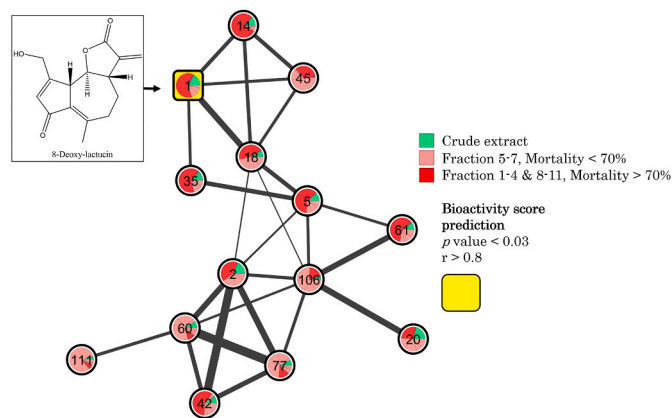 O
O
HO
H
H
O
8-Deoxy-lactucin
14
1
45
18
35
5
61
2
106
60
20
111
77
42
Crude extract
Fraction 5-7, Mortality < 70%
Fraction 1-4 & 8-11, Mortality > 70%
Bioactivity score
prediction
p value < 0.03
r > 0.8